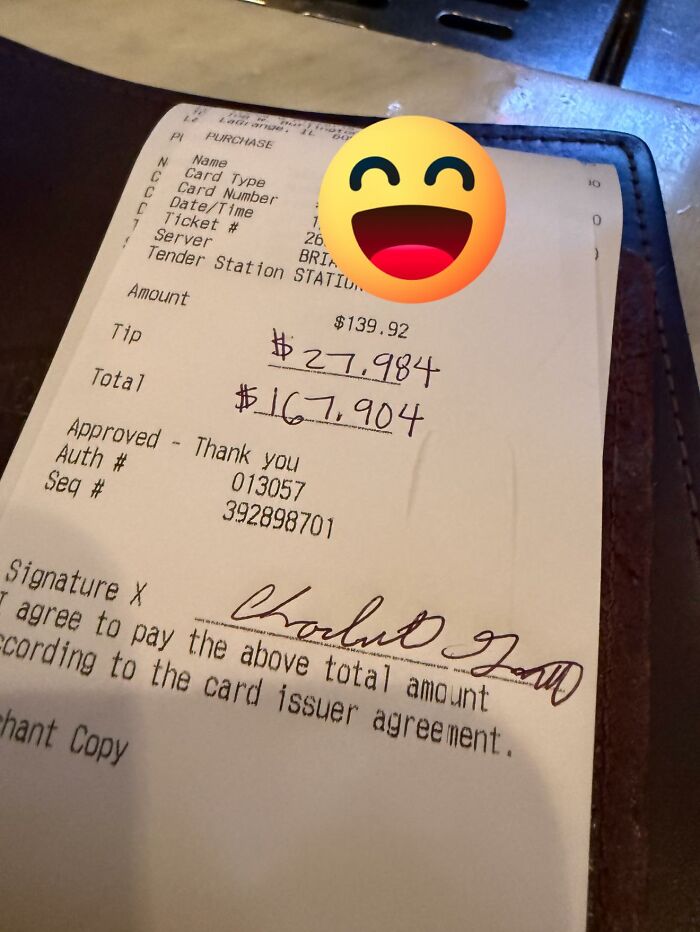 LaGrange, IL
PURCHASE
Name
Card Type
Card Number
Date/Time
Ticket #
Server
Tender Station
Amount $139.92
Tip $27.984
Total $167.904
Approved - Thank you
Auth # 013057
Seq # 392898701
Signature X
I agree to pay the above total amount
according to the card issuer agreement.
chant Copy